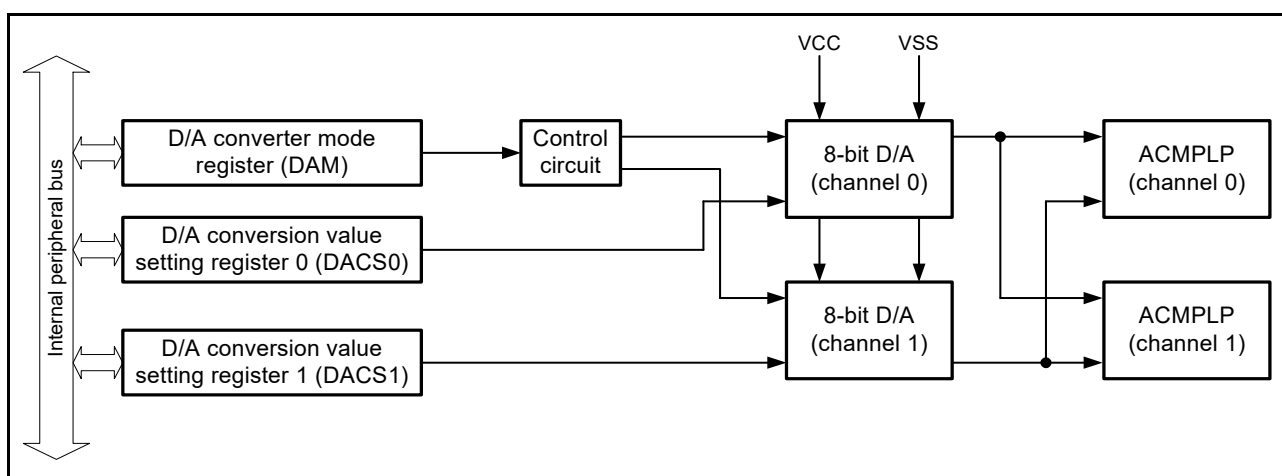 VCC
VSS
Internal peripheral bus
D/A converter mode
register (DAM)
Control
circuit
8-bit D/A
(channel 0)
ACMPLP
(channel 0)
D/A conversion value
setting register 0 (DACS0)
8-bit D/A
(channel 1)
ACMPLP
(channel 1)
D/A conversion value
setting register 1 (DACS1)